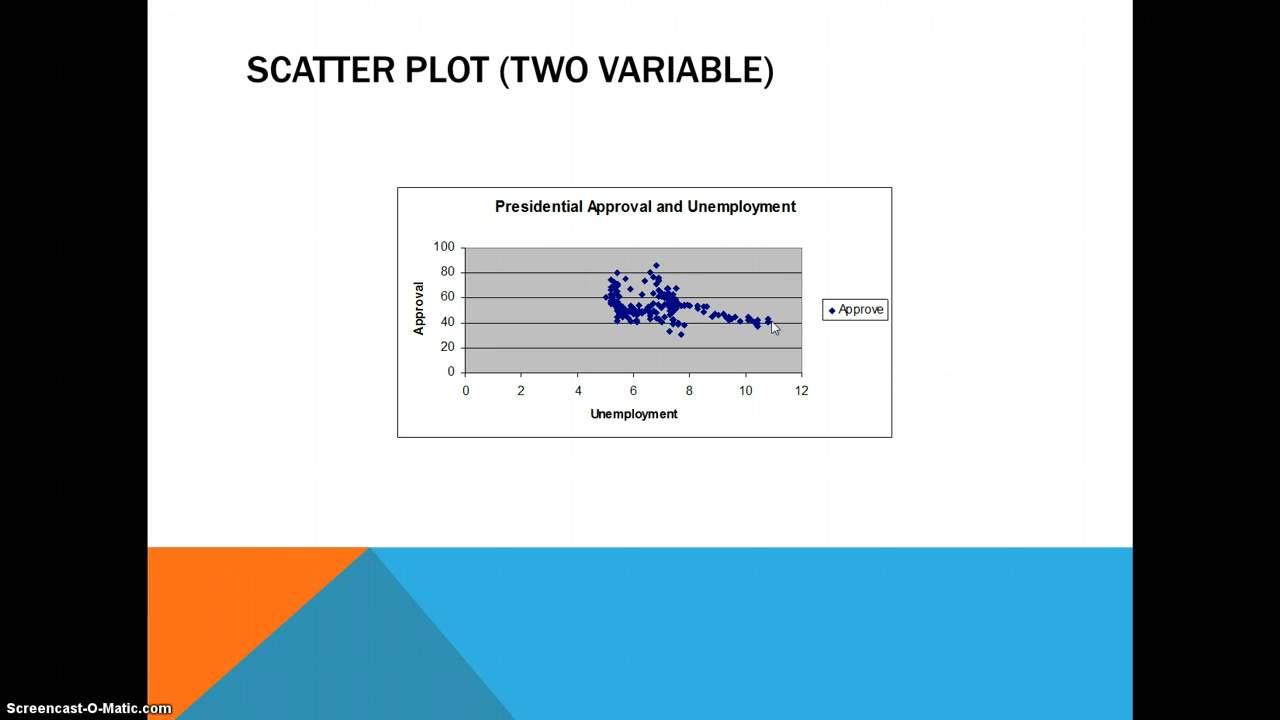 SCATTER PLOT (TWO VARIABLE)
Presidential Approval and Unemployment
100
80
60
40
20
0
Approval
0 2 4 6 8 10 12
Unemployment
Approve
Screencast-O-Matic.com